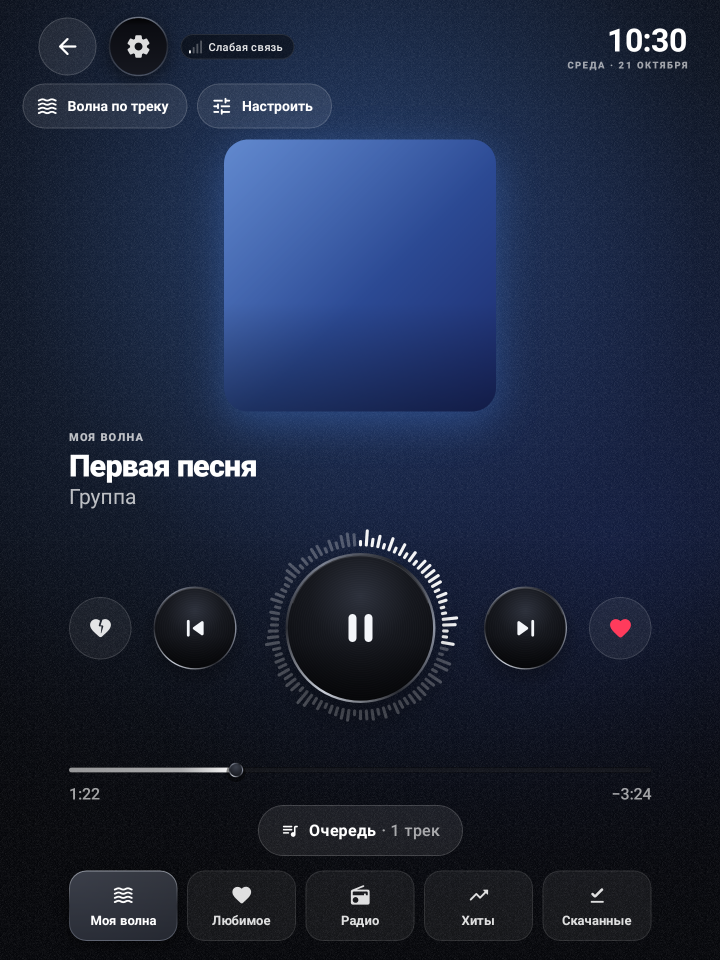 Слабая связь
10:30
СРЕДА · 21 ОКТЯБРЯ
Волна по треку
Настроить
МОЯ ВОЛНА
Первая песня
Группа
1:22
−3:24
Очередь · 1 трек
Моя волна
Любимое
Радио
Хиты
Скачанные